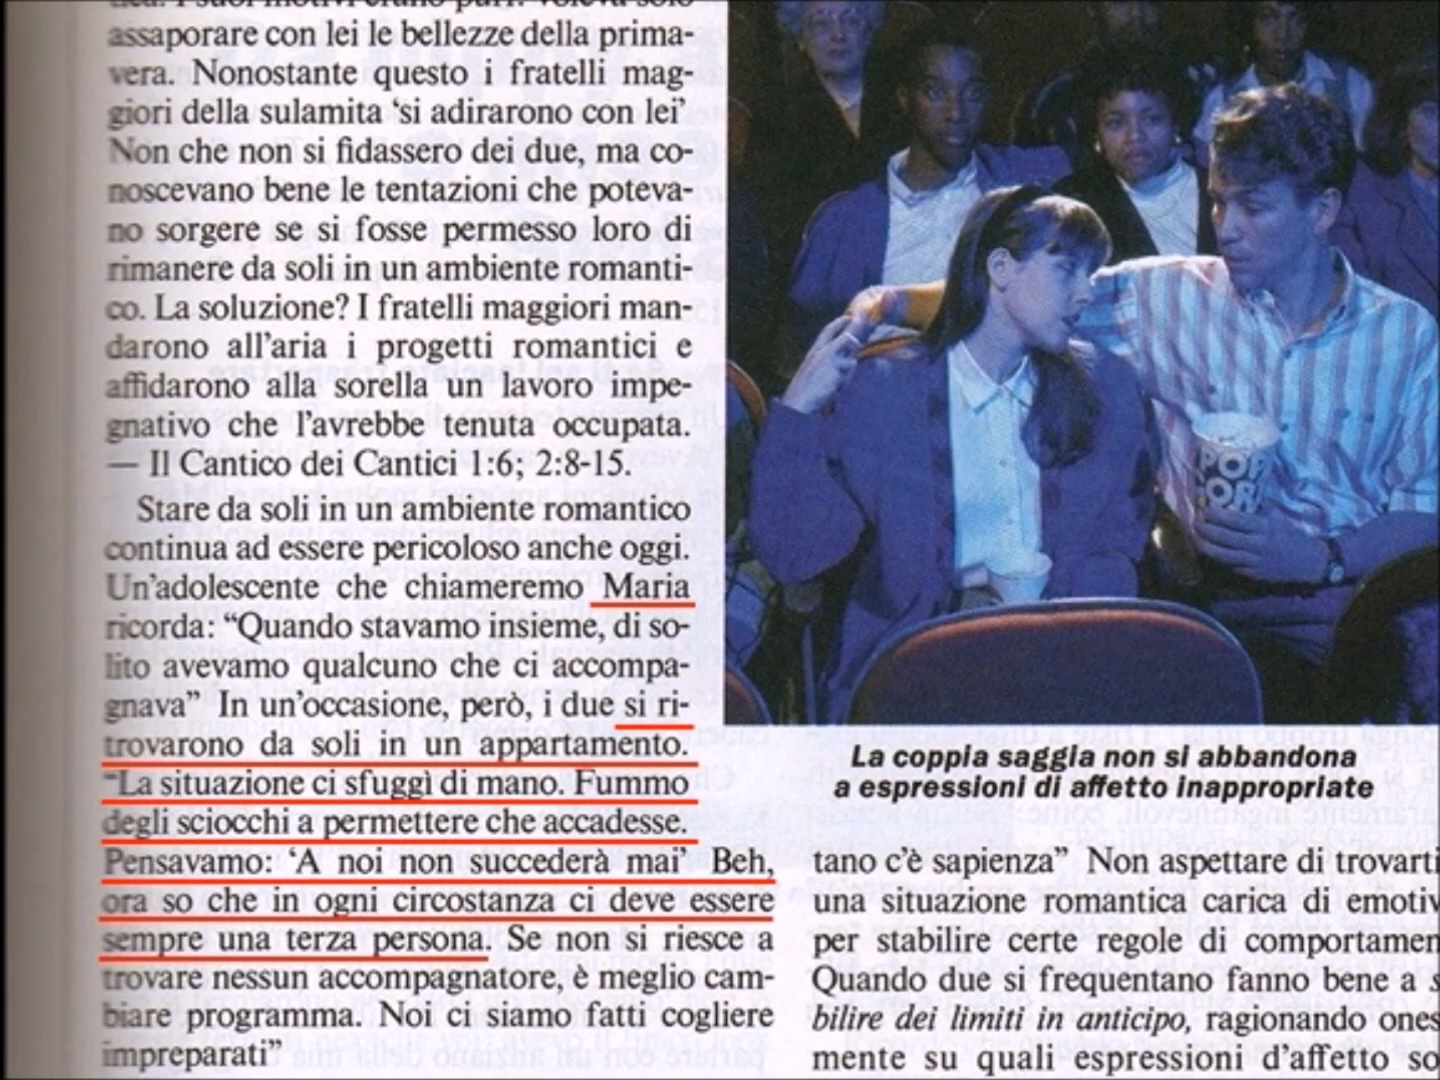 assaporare con lei le bellezze della prima-
vera. Nonostante questo i fratelli mag-
giori della sulamita ‘si adirarono con lei’
Non che non si fidassero dei due, ma co-
noscevano bene le tentazioni che poteva-
no sorgere se si fosse permesso loro di
rimanere da soli in un ambiente romanti-
co. La soluzione? I fratelli maggiori man-
darono all’aria i progetti romantici e
affidarono alla sorella un lavoro impe-
gnativo che l’avrebbe tenuta occupata.
— Il Cantico dei Cantici 1:6; 2:8-15.
Stare da soli in un ambiente romantico
continua ad essere pericoloso anche oggi.
Un’adolescente che chiameremo Maria
ricorda: “Quando stavamo insieme, di so-
lito avevamo qualcuno che ci accompa-
gnava” In un’occasione, però, i due si ri-
trovarono da soli in un appartamento.
“La situazione ci sfuggì di mano. Fummo
degli sciocchi a permettere che accadesse.
Pensavamo: ‘A noi non succederà mai’ Beh,
ora so che in ogni circostanza ci deve essere
sempre una terza persona. Se non si riesce a
trovare nessun accompagnatore, è meglio cam-
biare programma. Noi ci siamo fatti cogliere
impreparati”
POP
CORN
La coppia saggia non si abbandona
a espressioni di affetto inappropriate
tano c’è sapienza” Non aspettare di trovarti
una situazione romantica carica di emotiv
per stabilire certe regole di comportamen
Quando due si frequentano fanno bene a s
bilire dei limiti in anticipo, ragionando ones
mente su quali espressioni d’affetto so